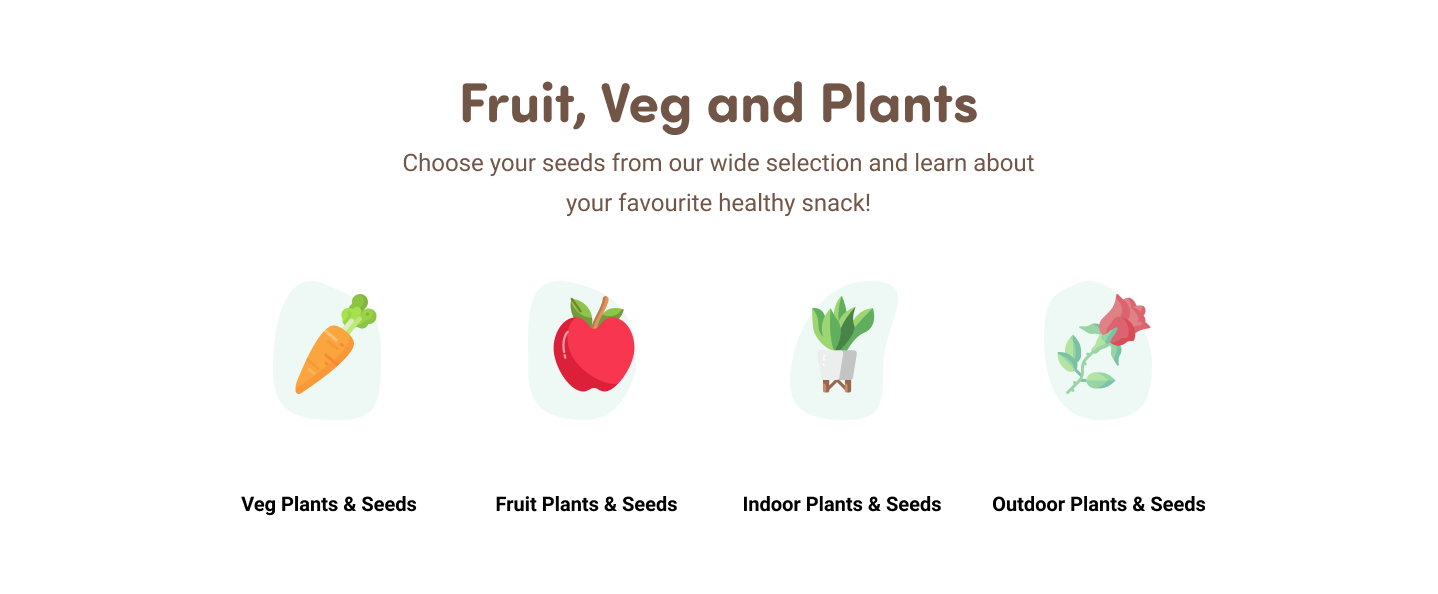 Fruit, Veg and Plants
Choose your seeds from our wide selection and learn about
your favourite healthy snack!
Veg Plants & Seeds
Fruit Plants & Seeds
Indoor Plants & Seeds
Outdoor Plants & Seeds